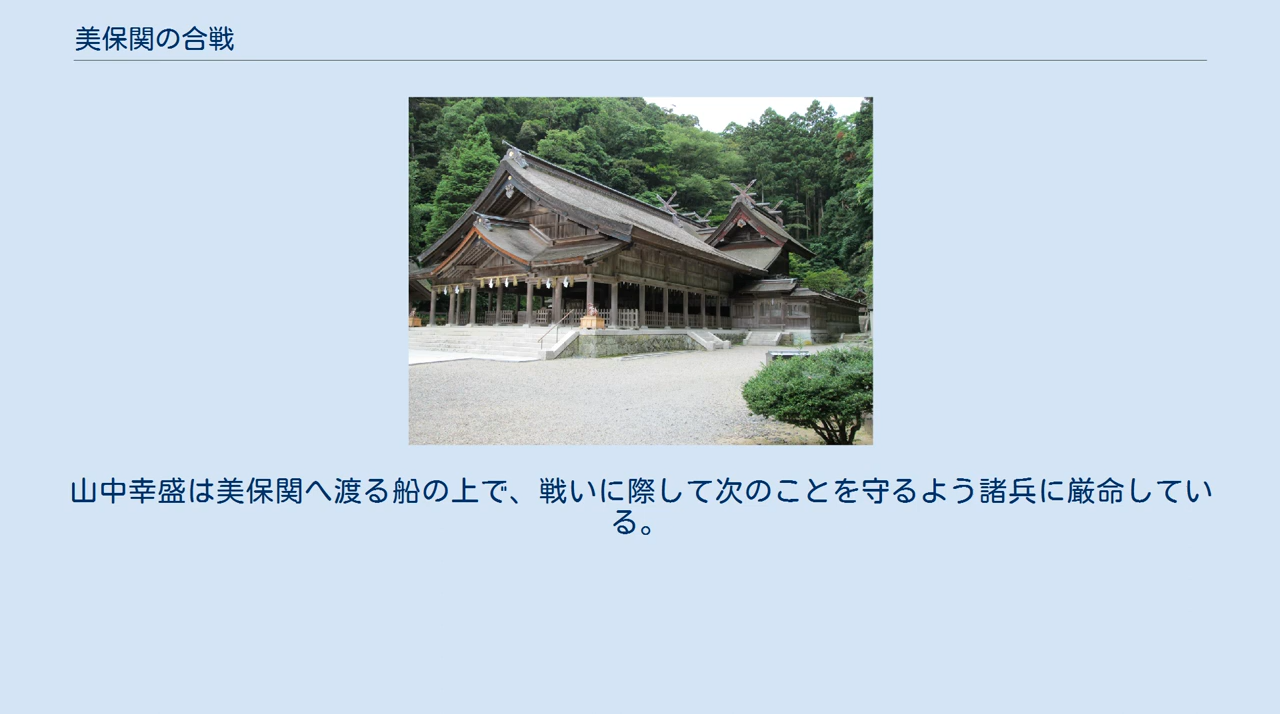 美保関の合戦
山中幸盛は美保関へ渡る船の上で、戦いに際して次のことを守るよう諸兵に厳命してい
る。